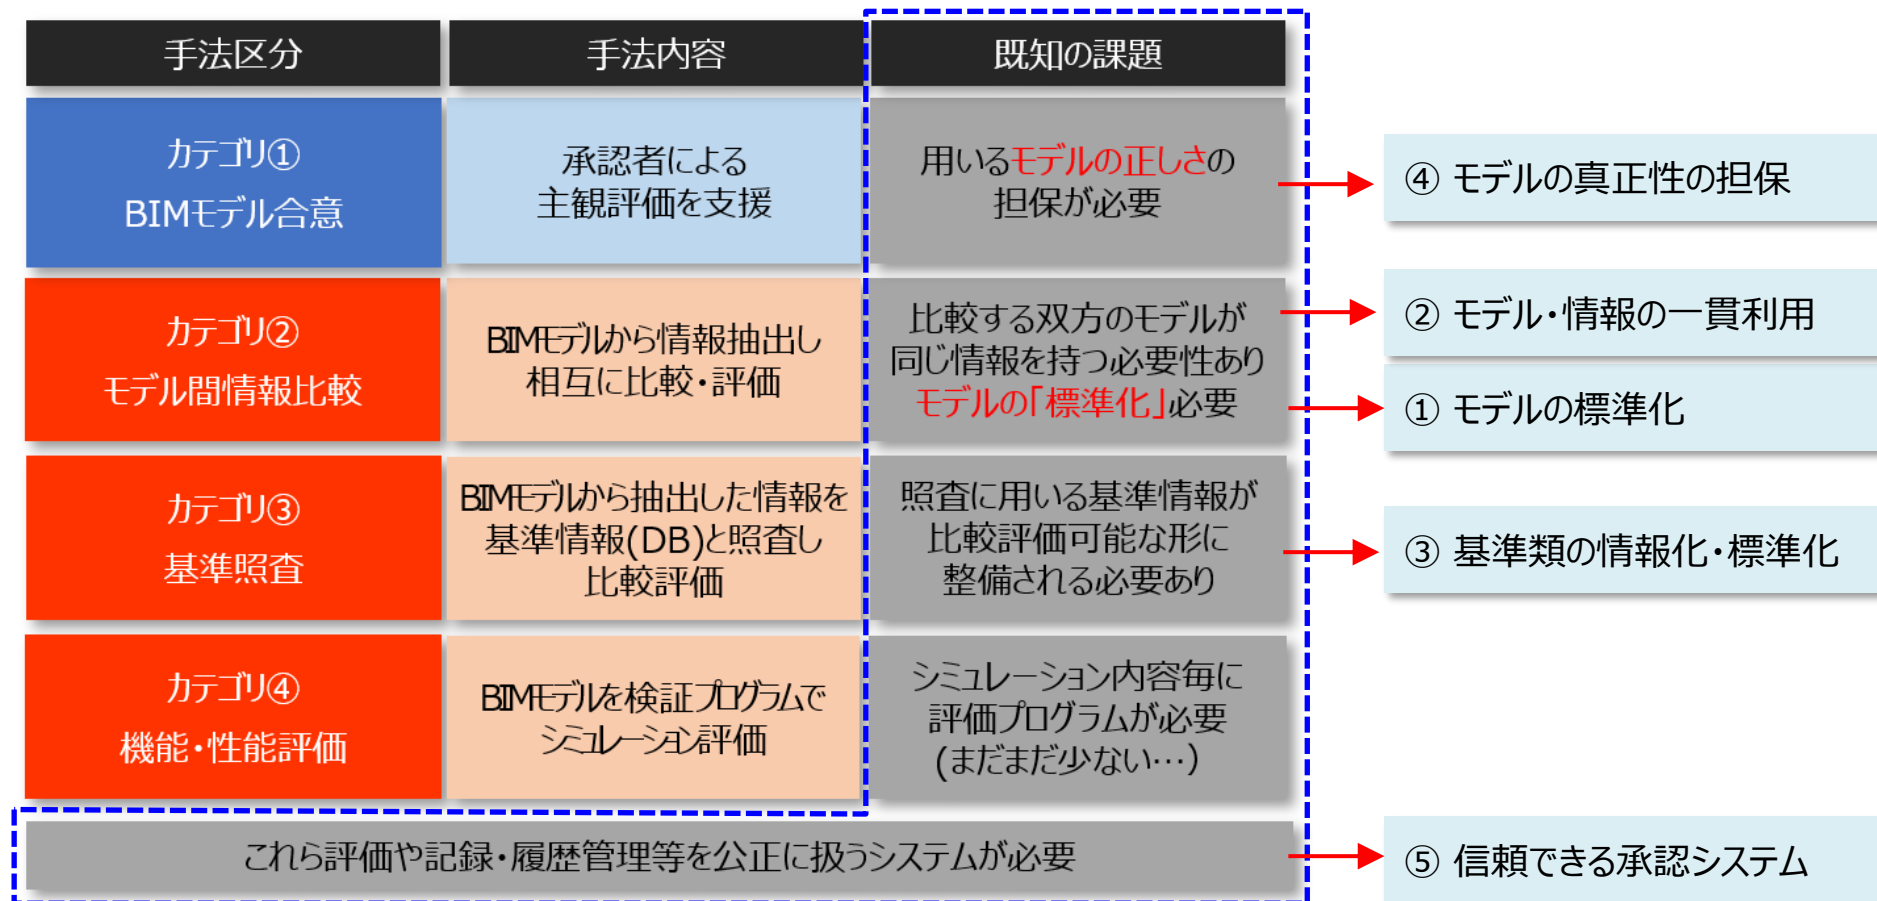 手法区分
手法内容
既知の課題
カテゴリ①
BIMモデル合意
承認者による
主観評価を支援
用いるモデルの正しさの
担保が必要
④ モデルの真正性の担保
カテゴリ②
モデル間情報比較
BIMモデルから情報抽出し
相互に比較・評価
比較する双方のモデルが
同じ情報を持つ必要性あり
モデルの「標準化」必要
② モデル・情報の一貫利用
① モデルの標準化
カテゴリ③
基準照査
BIMモデルから抽出した情報を
基準情報(DB)と照査し
比較評価
照査に用いる基準情報が
比較評価可能な形に
整備される必要あり
③ 基準類の情報化・標準化
カテゴリ④
機能・性能評価
BIMモデルを検証プログラムで
シミュレーション評価
シミュレーション内容毎に
評価プログラムが必要
(まだまだ少ない…)
これら評価や記録・履歴管理等を公正に扱うシステムが必要
⑤ 信頼できる承認システム